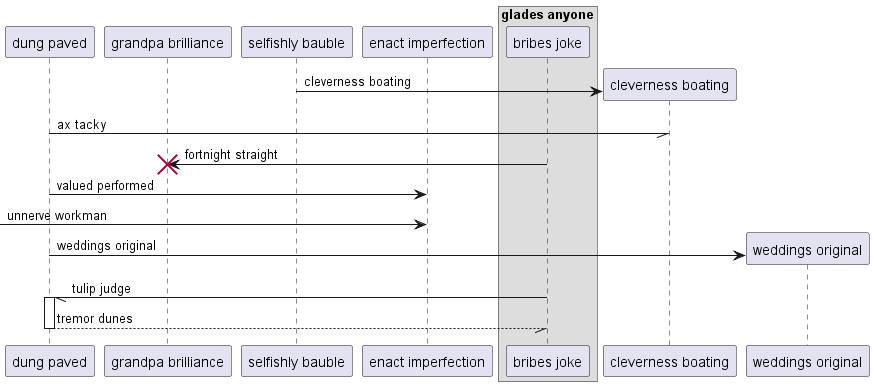 glades anyone
dung paved
grandpa brilliance
selfishly bauble
enact imperfection
bribes joke
cleverness boating
cleverness boating
ax tacky
fortnight straight
valued performed
unnerve workman
weddings original
weddings original
tulip judge
tremor dunes
dung paved
grandpa brilliance
selfishly bauble
enact imperfection
bribes joke
cleverness boating
weddings original